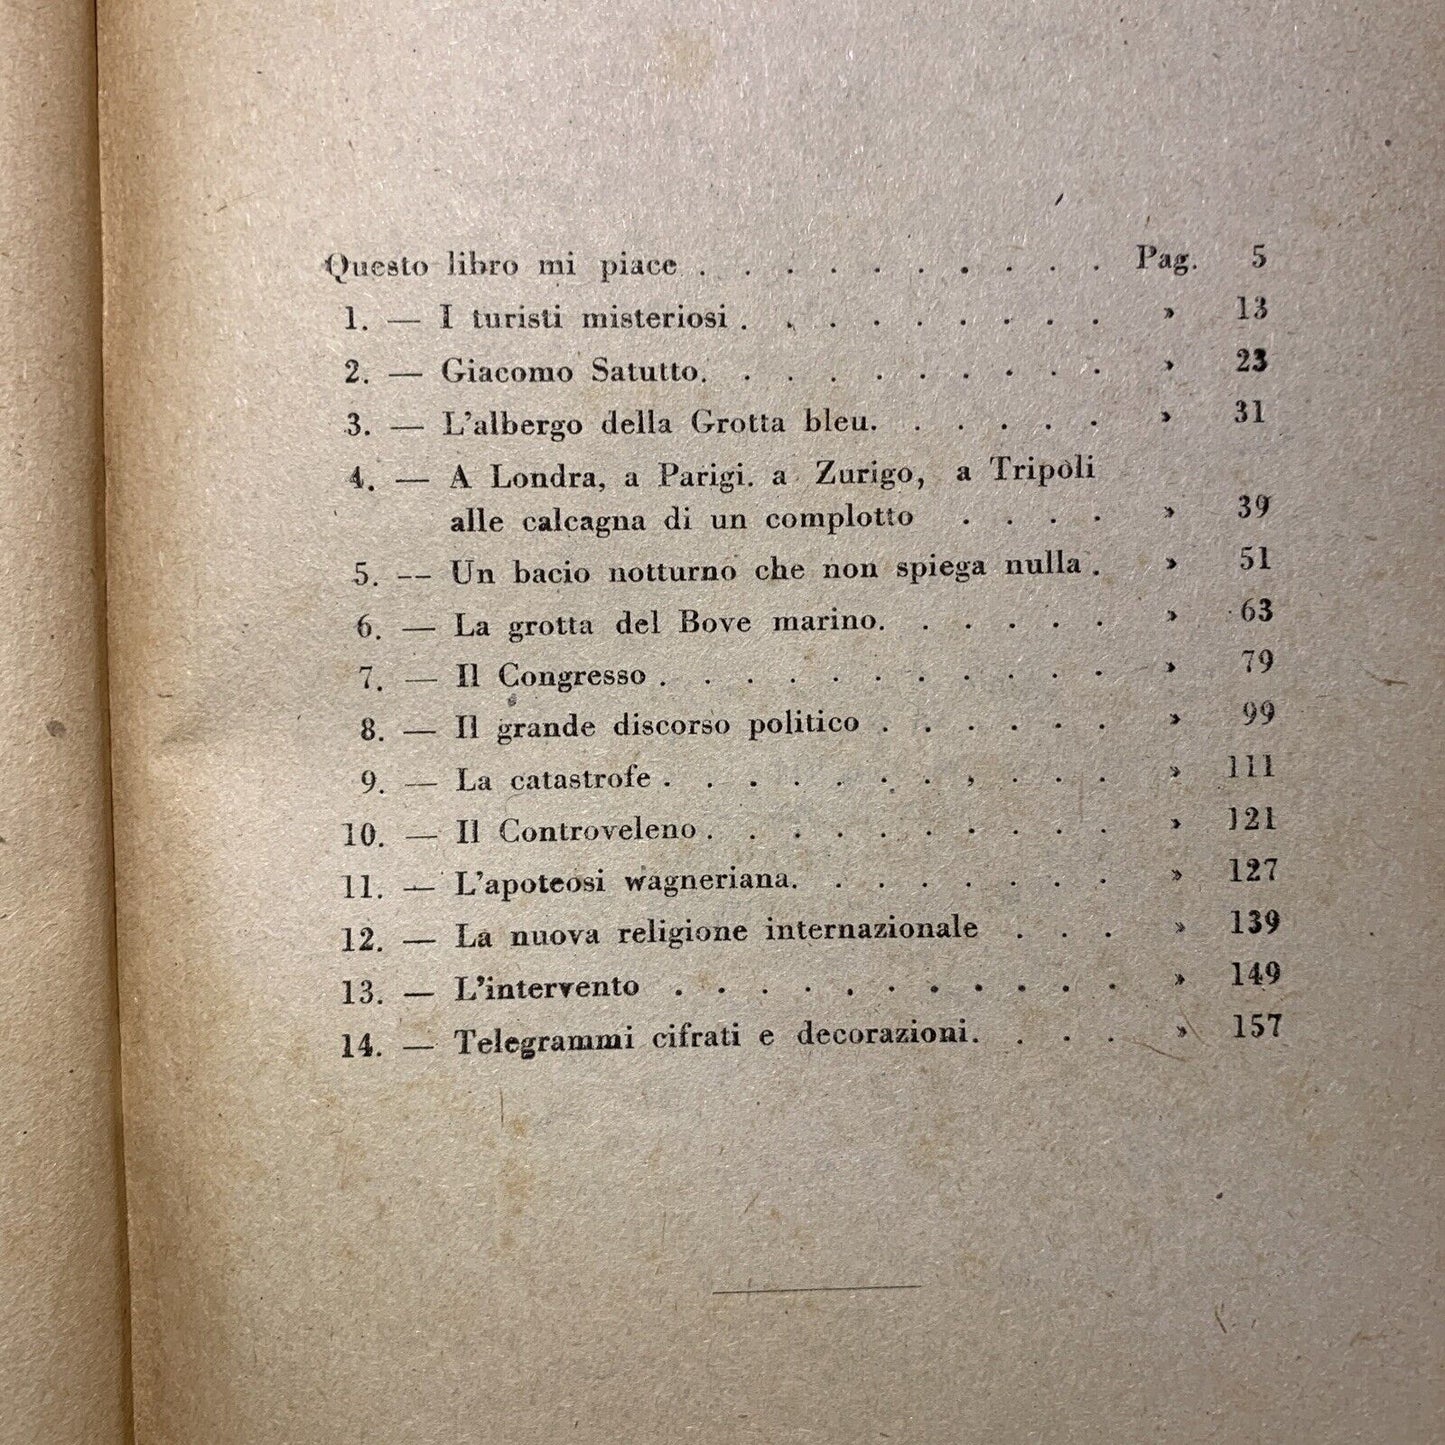 Questo libro mi piace . . . . . . . . . . Pag. 5
1. — I turisti misteriosi . . . . . . . . . » 13
2. — Giacomo Satutto. . . . . . . . . . » 23
3. — L'albergo della Grotta bleu. . . . . . » 31
4. — A Londra, a Parigi. a Zurigo, a Tripoli
alle calcagna di un complotto . . . . » 39
5. -- Un bacio notturno che non spiega nulla . » 51
6. — La grotta del Bove marino. . . . . . » 63
7. — Il Congresso . . . . . . . . . . . » 79
8. — Il grande discorso politico . . . . . . » 99
9. — La catastrofe . . . . . . . . . . . » 111
10. — Il Controveleno . . . . . . . . . . » 121
11. — L'apoteosi wagneriana. . . . . . . . » 127
12. — La nuova religione internazionale . . . » 139
13. — L'intervento . . . . . . . . . . . » 149
14. — Telegrammi cifrati e decorazioni. . . . » 157